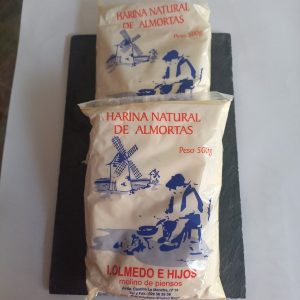 HARINA NATURAL
DE ALMORTAS
Peso 500g
HARINA NATURAL
DE ALMORTAS
Peso 500g
I.OLMEDO E HIJOS
molino de piensos